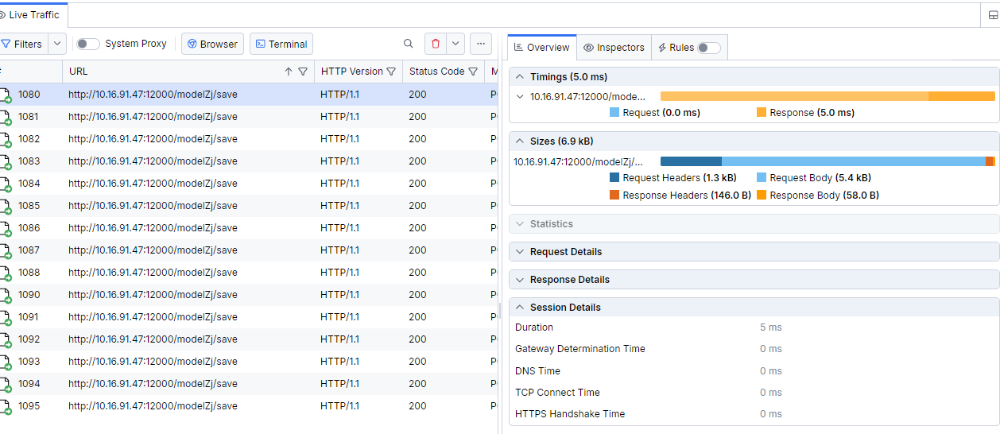 Live Traffic
Filters System Proxy Browser Terminal ...
URL HTTP Version Status Code
1080 http://10.16.91.47:12000/modelZj/save HTTP/1.1 200
1081 http://10.16.91.47:12000/modelZj/save HTTP/1.1 200
1082 http://10.16.91.47:12000/modelZj/save HTTP/1.1 200
1083 http://10.16.91.47:12000/modelZj/save HTTP/1.1 200
1084 http://10.16.91.47:12000/modelZj/save HTTP/1.1 200
1085 http://10.16.91.47:12000/modelZj/save HTTP/1.1 200
1086 http://10.16.91.47:12000/modelZj/save HTTP/1.1 200
1087 http://10.16.91.47:12000/modelZj/save HTTP/1.1 200
1088 http://10.16.91.47:12000/modelZj/save HTTP/1.1 200
1090 http://10.16.91.47:12000/modelZj/save HTTP/1.1 200
1091 http://10.16.91.47:12000/modelZj/save HTTP/1.1 200
1092 http://10.16.91.47:12000/modelZj/save HTTP/1.1 200
1093 http://10.16.91.47:12000/modelZj/save HTTP/1.1 200
1094 http://10.16.91.47:12000/modelZj/save HTTP/1.1 200
1095 http://10.16.91.47:12000/modelZj/save HTTP/1.1 200
Overview Inspectors Rules
Timings (5.0 ms)
10.16.91.47:12000/mode...
Request (0.0 ms) Response (5.0 ms)
Sizes (6.9 kB)
10.16.91.47:12000/modelZj/...
Request Headers (1.3 kB) Request Body (5.4 kB)
Response Headers (146.0 B) Response Body (58.0 B)
Statistics
Request Details
Response Details
Session Details
Duration 5 ms
Gateway Determination Time 0 ms
DNS Time 0 ms
TCP Connect Time 0 ms
HTTPS Handshake Time 0 ms